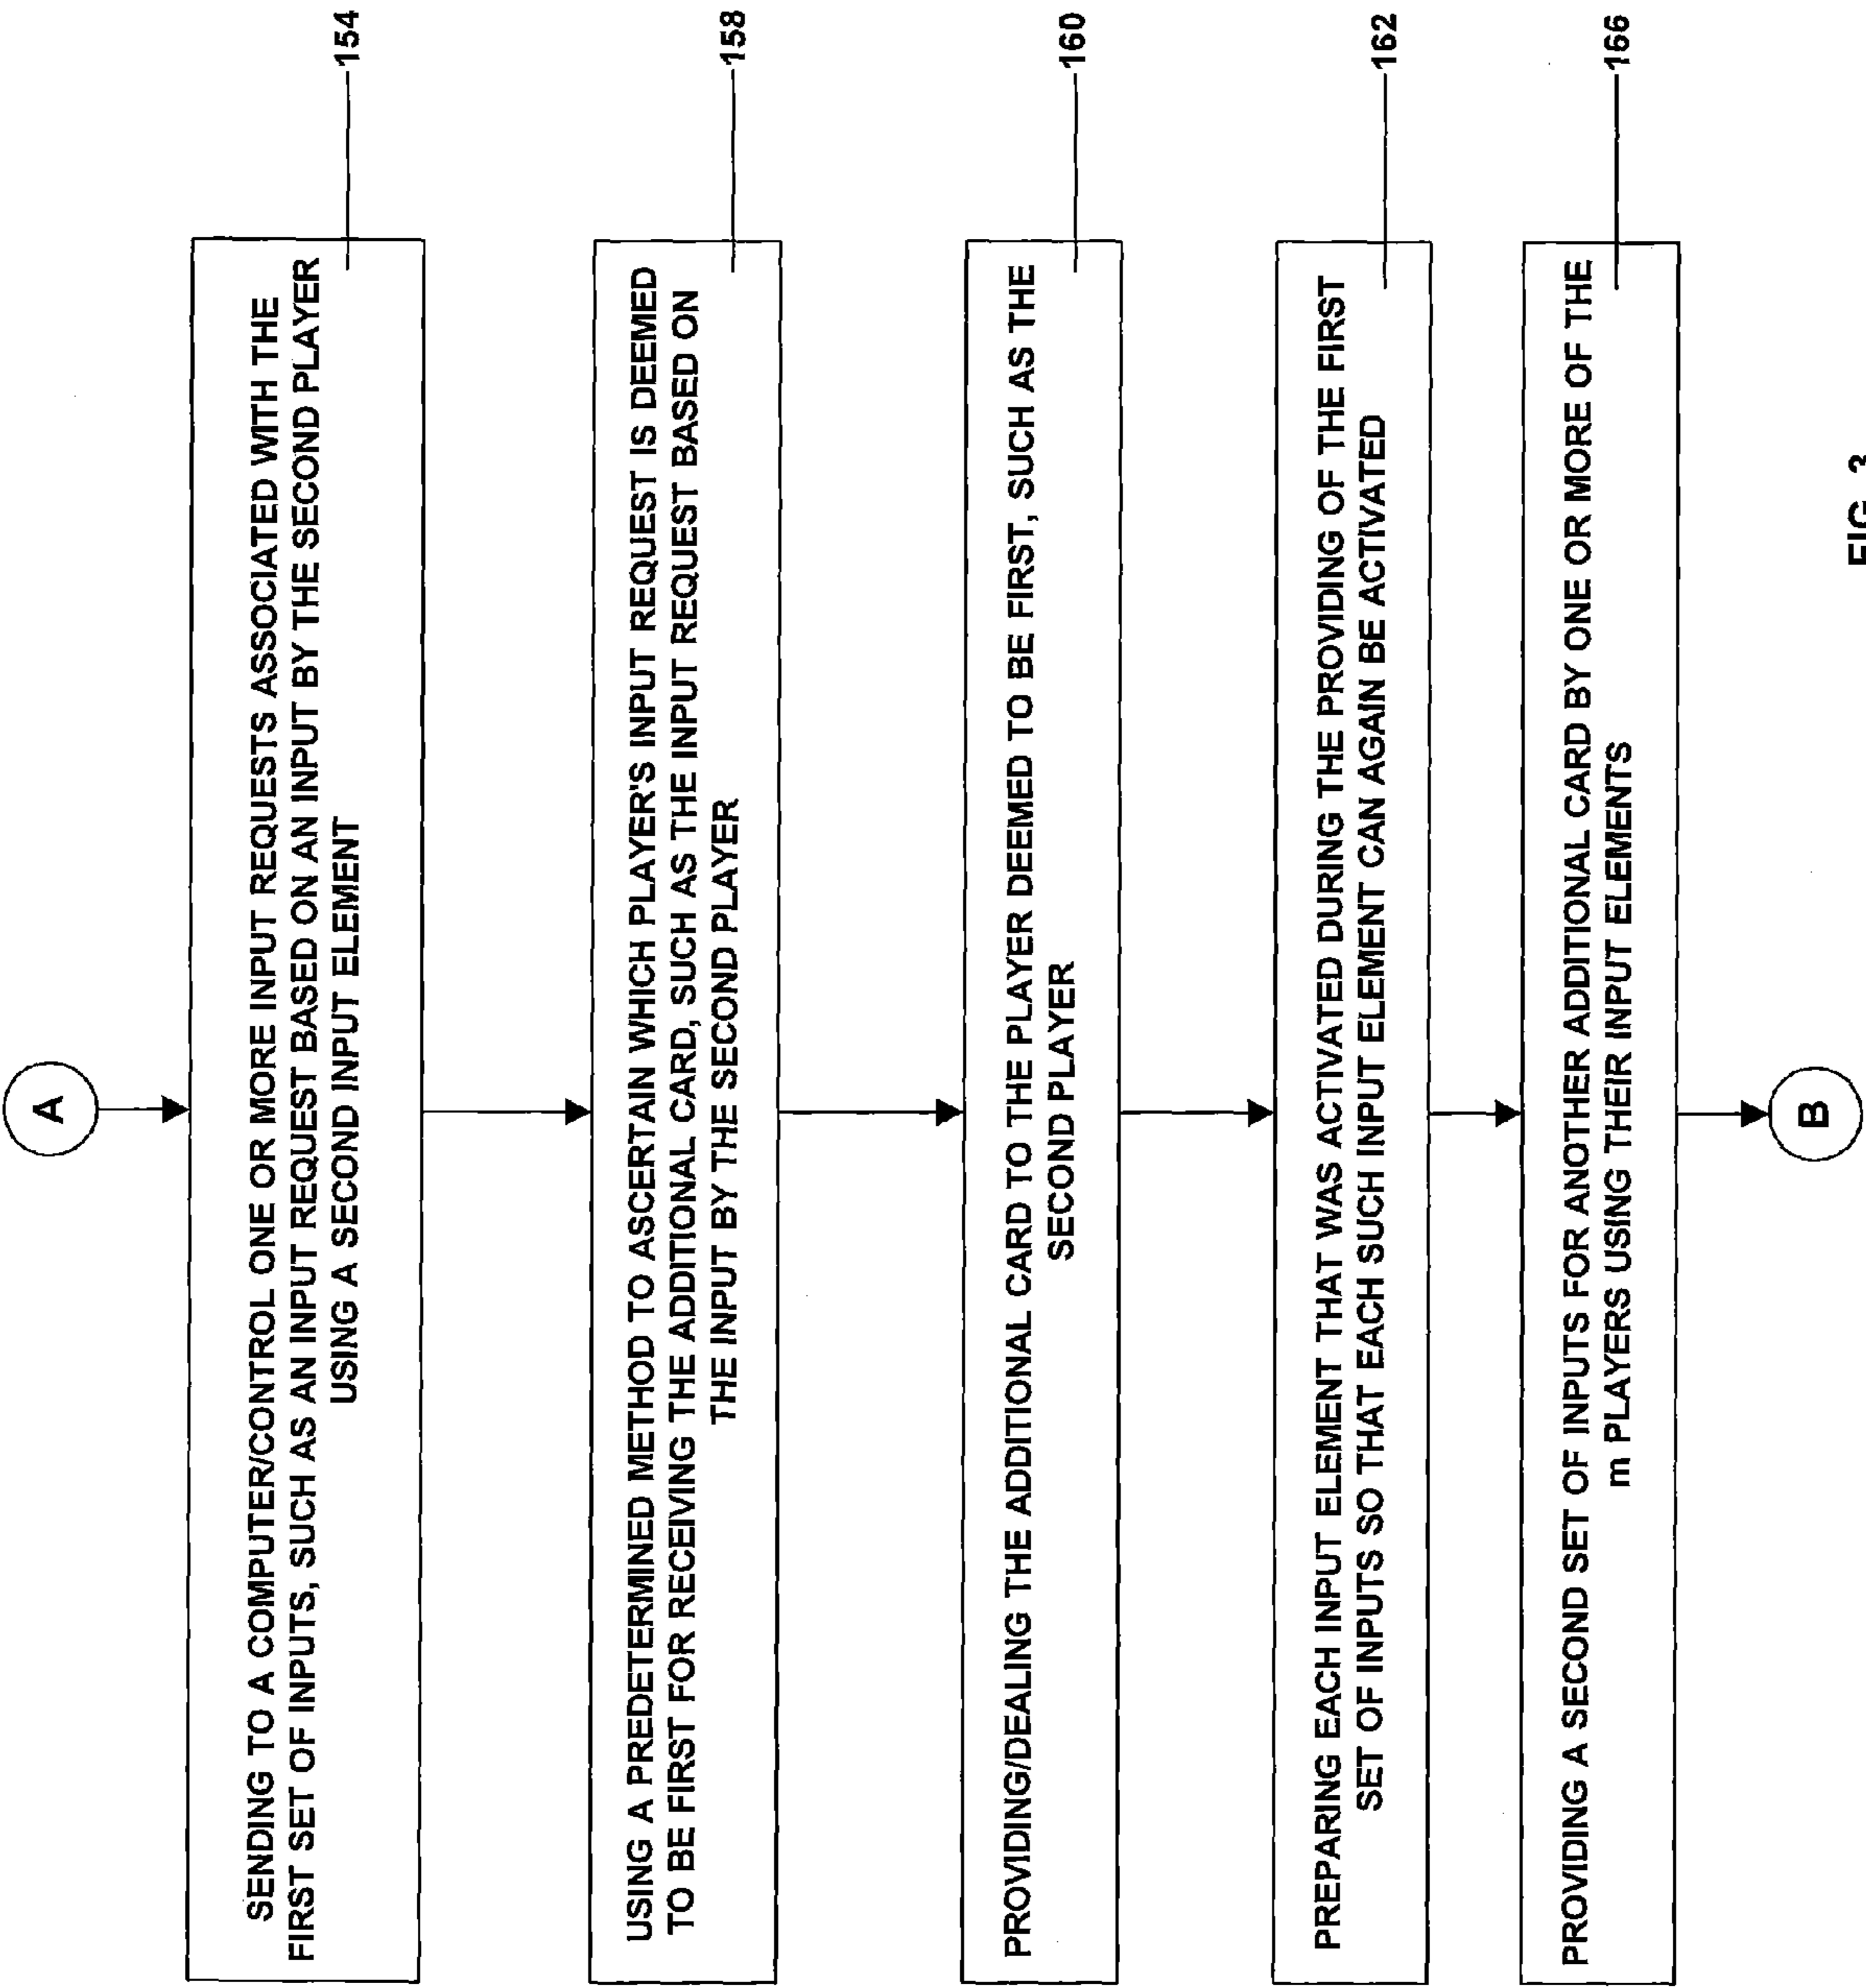 A
SENDING TO A COMPUTER/CONTROL ONE OR MORE INPUT REQUESTS ASSOCIATED WITH THE
FIRST SET OF INPUTS, SUCH AS AN INPUT REQUEST BASED ON AN INPUT BY THE SECOND PLAYER
USING A SECOND INPUT ELEMENT
154
USING A PREDETERMINED METHOD TO ASCERTAIN WHICH PLAYER'S INPUT REQUEST IS DEEMED
TO BE FIRST FOR RECEIVING THE ADDITIONAL CARD, SUCH AS THE INPUT REQUEST BASED ON
THE INPUT BY THE SECOND PLAYER
158
PROVIDING/DEALING THE ADDITIONAL CARD TO THE PLAYER DEEMED TO BE FIRST, SUCH AS THE
SECOND PLAYER
160
PREPARING EACH INPUT ELEMENT THAT WAS ACTIVATED DURING THE PROVIDING OF THE FIRST
SET OF INPUTS SO THAT EACH SUCH INPUT ELEMENT CAN AGAIN BE ACTIVATED
162
PROVIDING A SECOND SET OF INPUTS FOR ANOTHER ADDITIONAL CARD BY ONE OR MORE OF THE
m PLAYERS USING THEIR INPUT ELEMENTS
166
B
FIG. 3